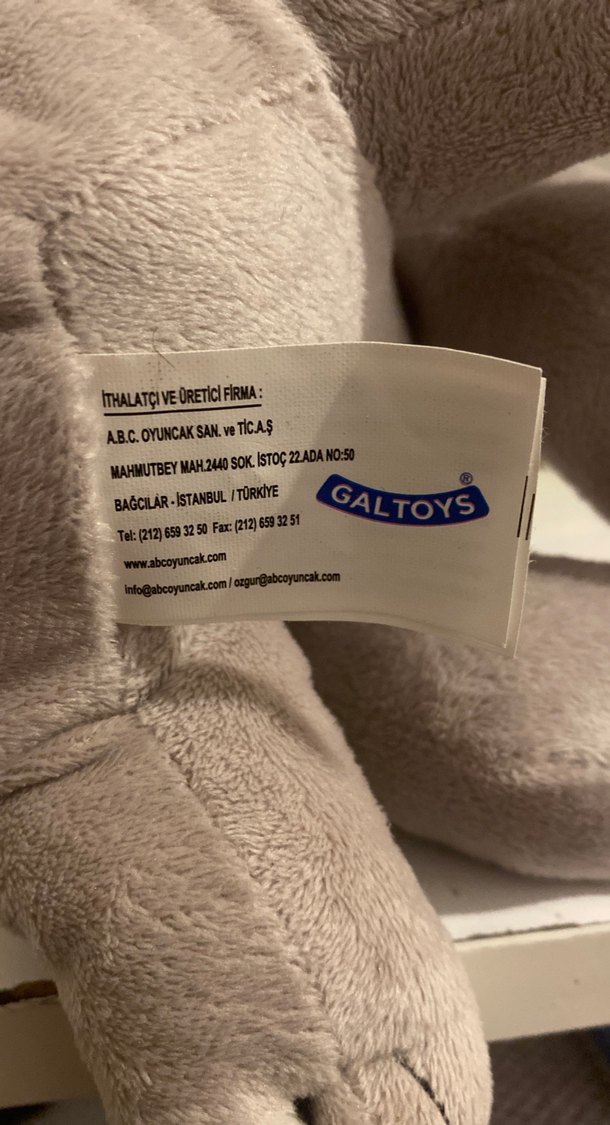 İTHALATÇI VE ÜRETİCİ FİRMA :
A.B.C. OYUNCAK SAN. ve TİC.A.Ş
MAHMUTBEY MAH.2440 SOK. İSTOÇ 22.ADA NO:50
BAĞCILAR - İSTANBUL / TÜRKİYE
Tel: (212) 659 32 50 Fax: (212) 659 32 51
www.abcoyuncak.com
info@abcoyuncak.com / ozgur@abcoyuncak.com
GALTOYS®